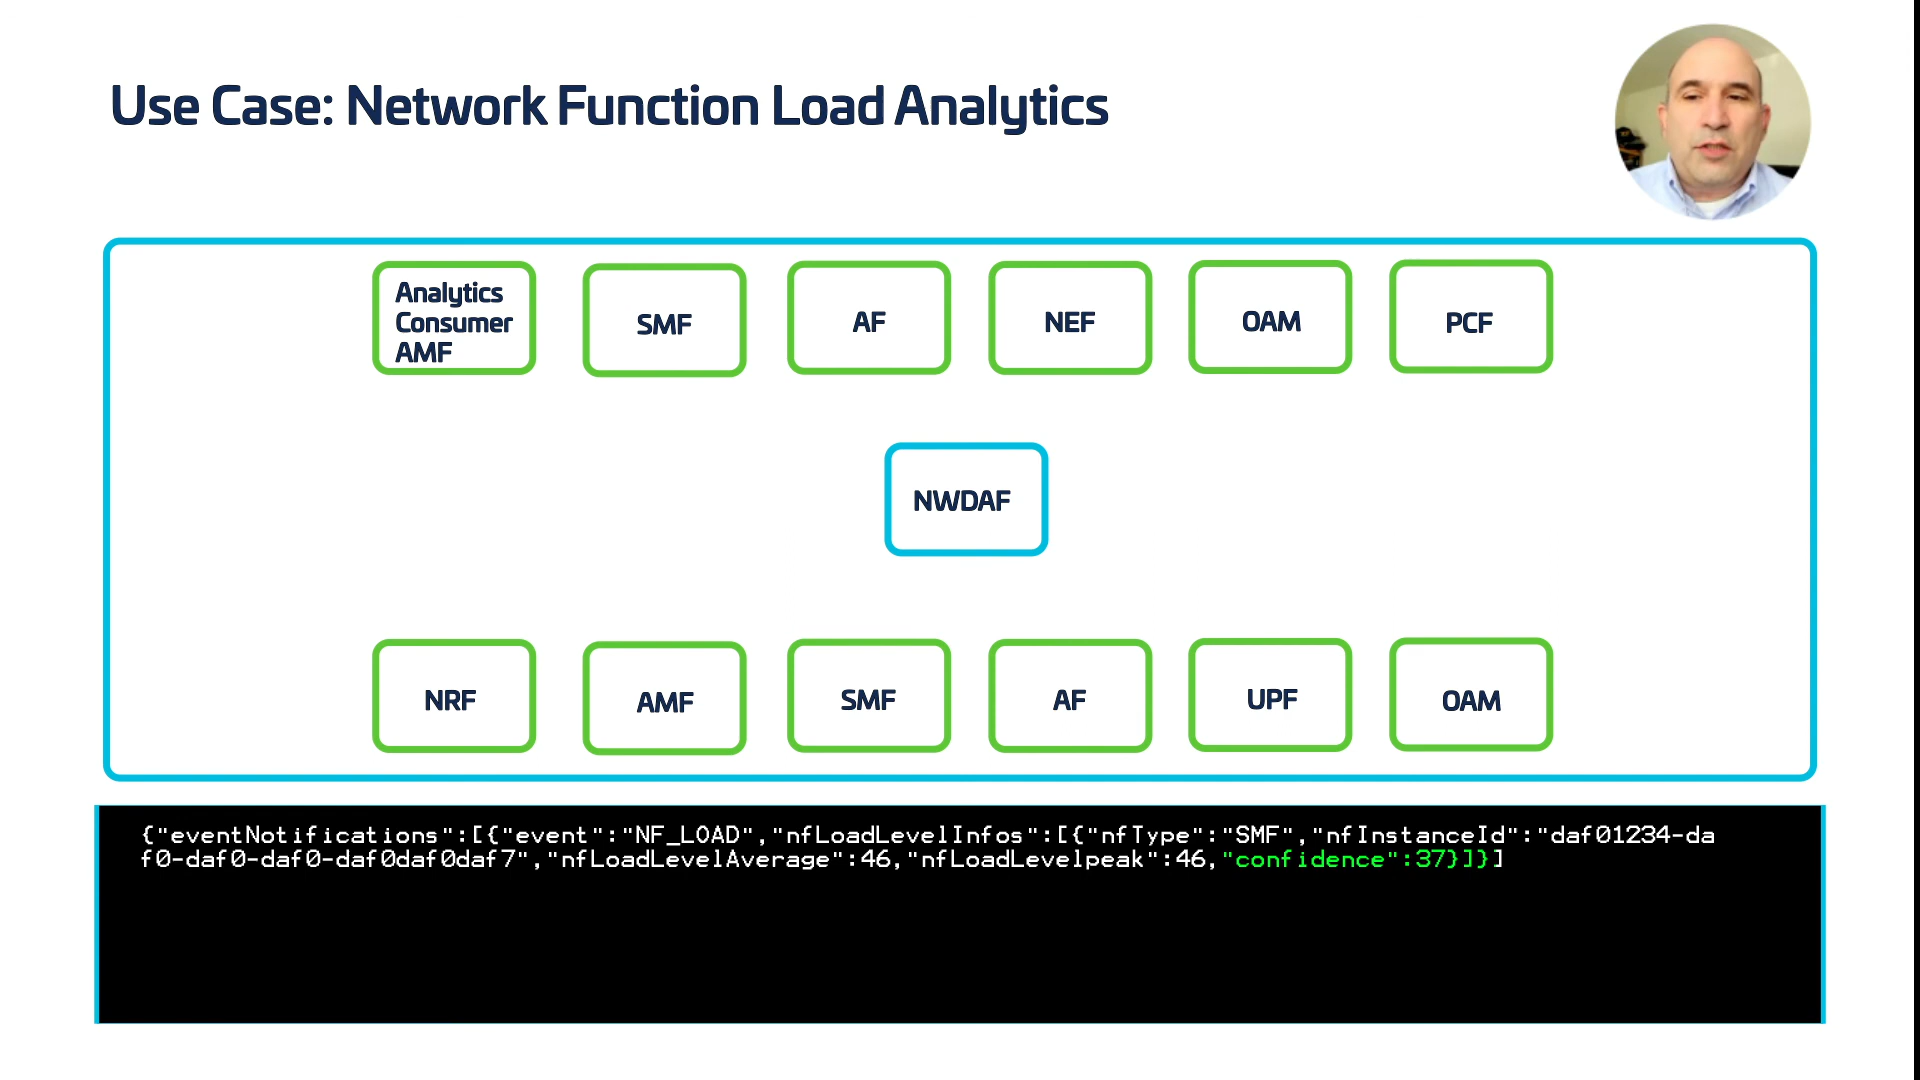 Use Case: Network Function Load Analytics
Analytics
Consumer
AMF
SMF
AF
NEF
OAM
PCF
NWDAF
NRF
AMF
SMF
AF
UPF
OAM
{"eventNotifications":[{"event":"NF_LOAD","nfLoadLevelInfos":[{"nfType":"SMF","nfInstanceId":"daf01234-da
f0-daf0-daf0-daf0daf0daf7","nfLoadLevelAverage":46,"nfLoadLevelpeak":46,"confidence":37}]}]